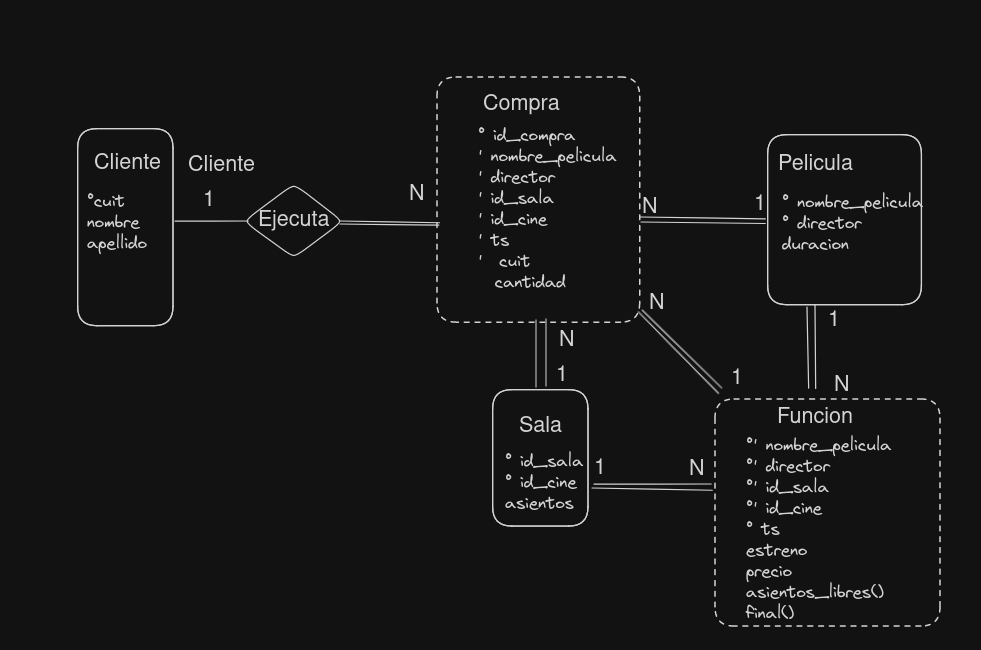 Cliente
°cuit
nombre
apellido
Cliente
1
Ejecuta
N
Compra
° id_compra
' nombre_pelicula
' director
' id_sala
' id_cine
' ts
' cuit
cantidad
N
1
Pelicula
° nombre_pelicula
° director
duracion
N
1
N
1
1
N
Sala
° id_sala
° id_cine
asientos
1
N
Funcion
°' nombre_pelicula
°' director
°' id_sala
°' id_cine
° ts
estreno
precio
asientos_libres()
final()